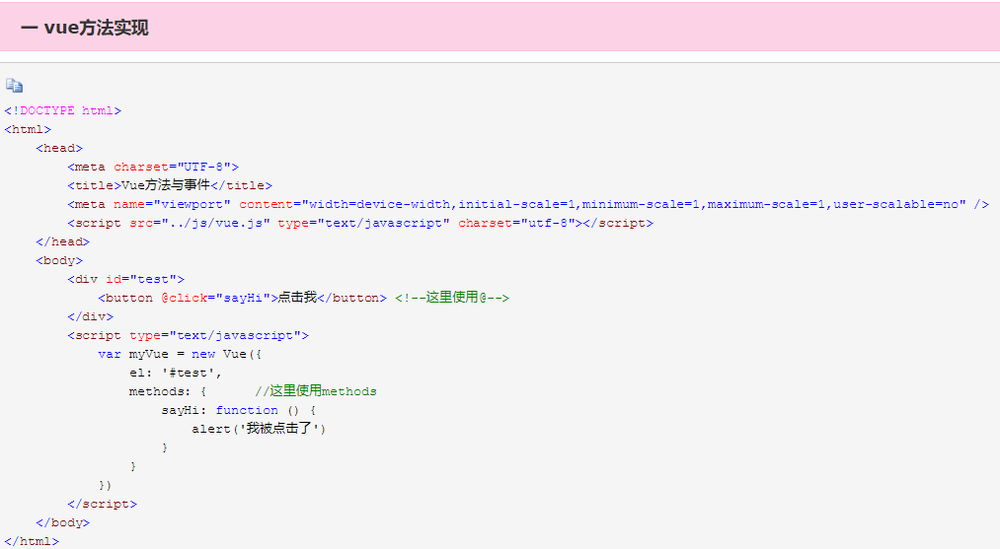 一 vue方法实现
<!DOCTYPE html>
<html>
    <head>
        <meta charset="UTF-8">
        <title>Vue方法与事件</title>
        <meta name="viewport" content="width=device-width,initial-scale=1,minimum-scale=1,maximum-scale=1,user-scalable=no" />
        <script src="../js/vue.js" type="text/javascript" charset="utf-8"></script>
    </head>
    <body>
        <div id="test">
            <button @click="sayHi">点击我</button> <!--这里使用@-->
        </div>
        <script type="text/javascript">
            var myVue = new Vue({
                el: '#test',
                methods: {      //这里使用methods
                    sayHi: function () {
                        alert('我被点击了')
                    }
                }
            })
        </script>
    </body>
</html>